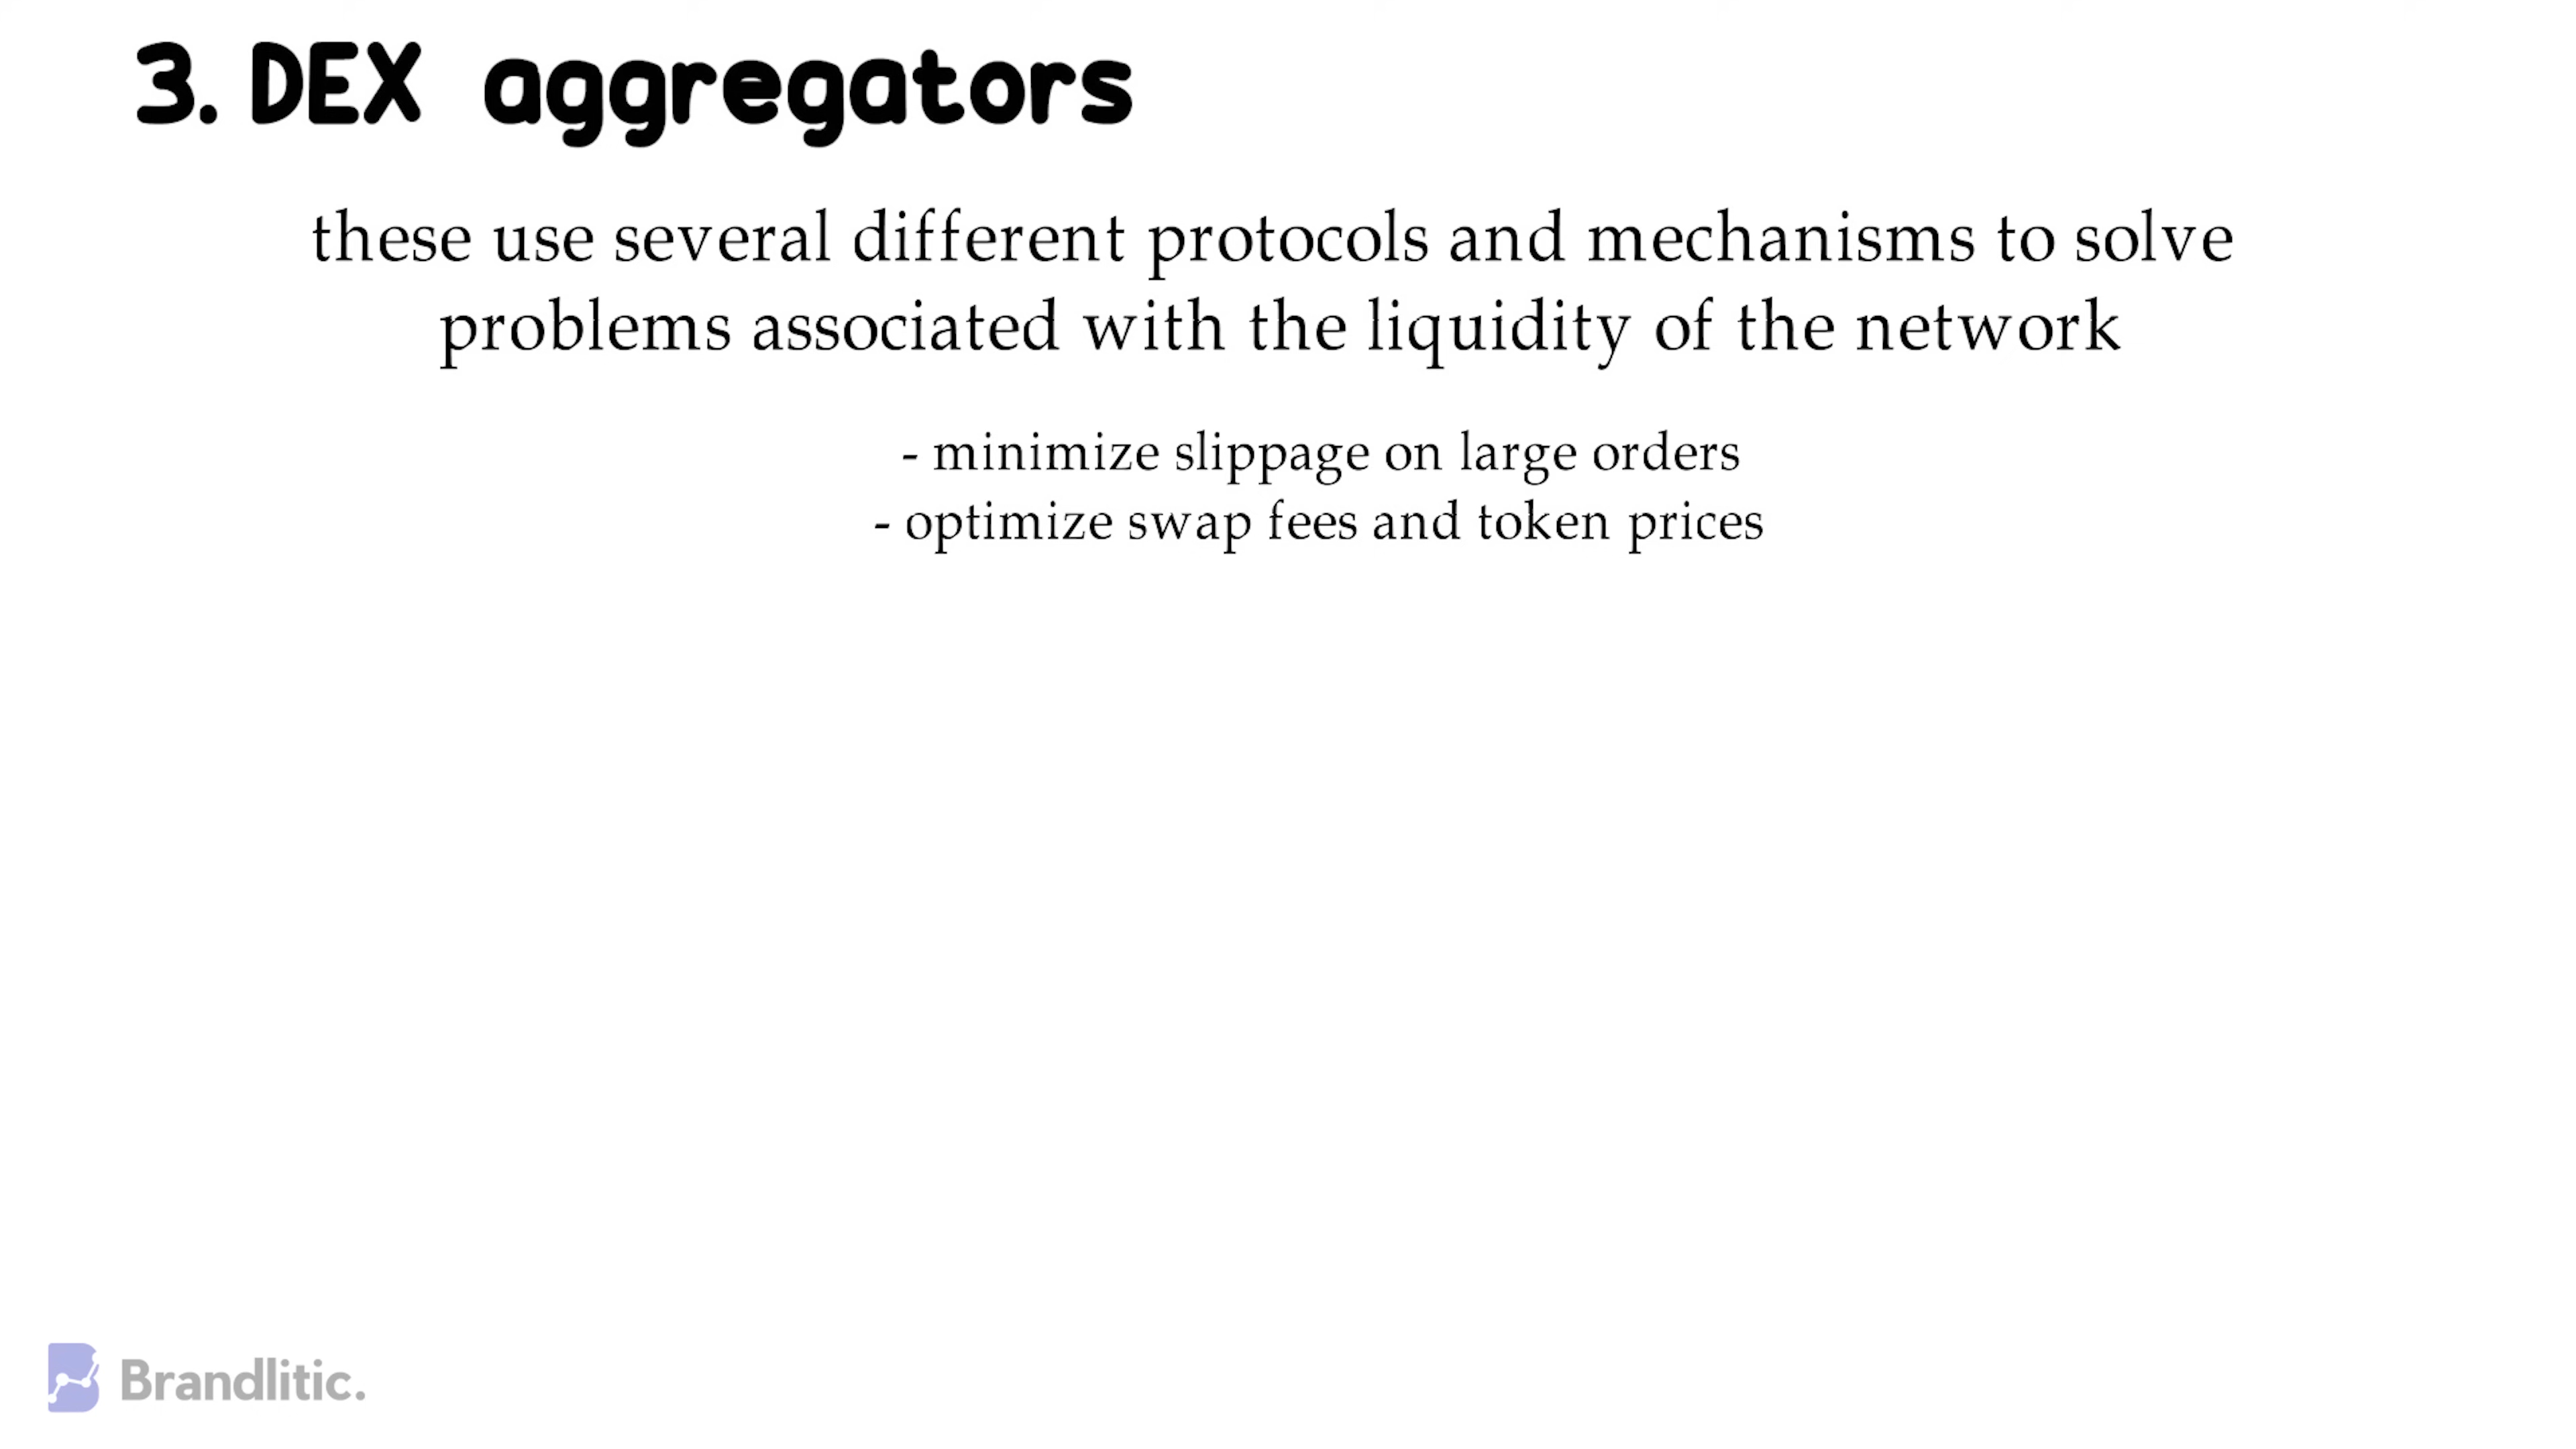 3. DEX aggregators
these use several different protocols and mechanisms to solve
problems associated with the liquidity of the network
- minimize slippage on large orders
- optimize swap fees and token prices
Brandlitic.